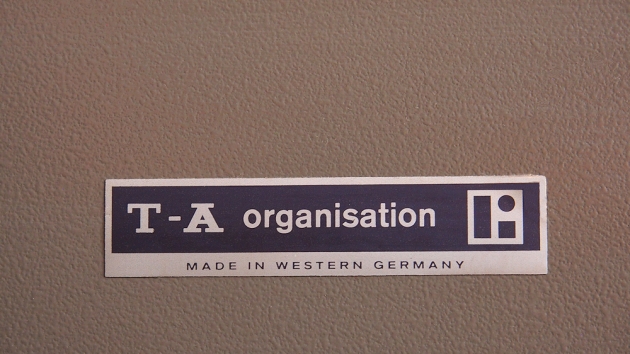 T-A organisation
MADE IN WESTERN GERMANY